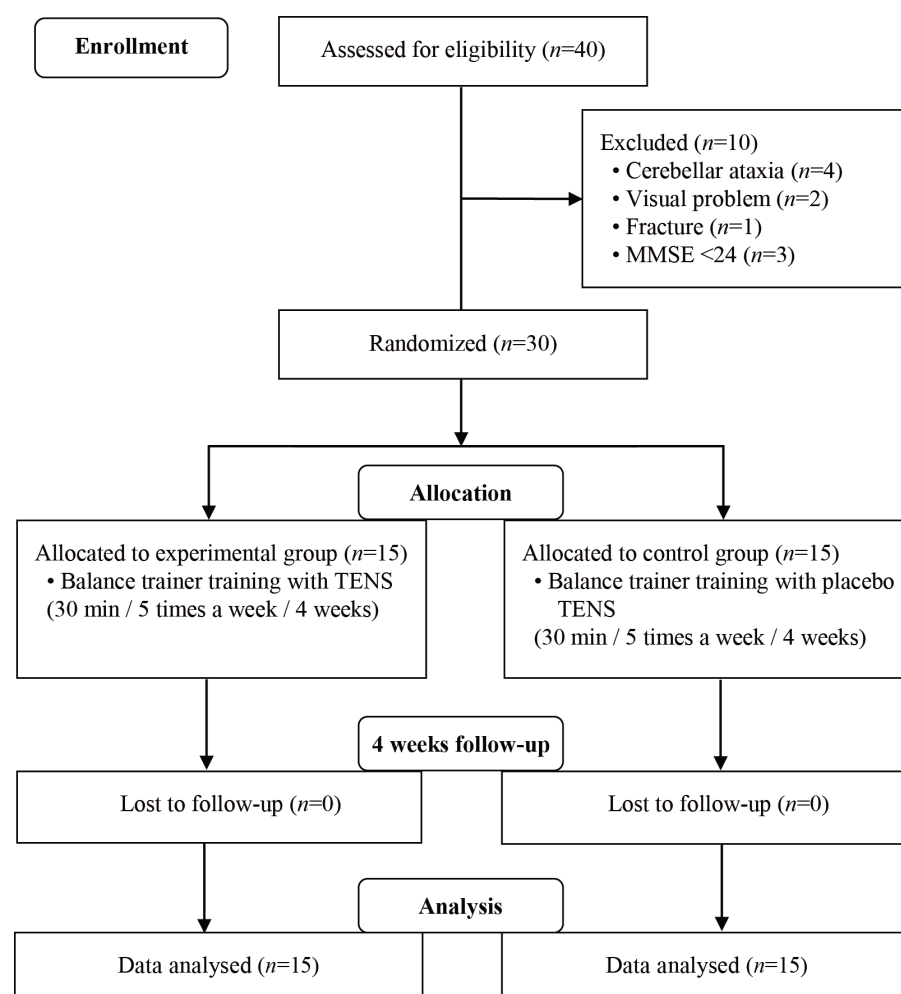 Enrollment
Assessed for eligibility (n=40)
Excluded (n=10)
• Cerebellar ataxia (n=4)
• Visual problem (n=2)
• Fracture (n=1)
• MMSE <24 (n=3)
Randomized (n=30)
Allocation
Allocated to experimental group (n=15)
• Balance trainer training with TENS
(30 min / 5 times a week / 4 weeks)
Allocated to control group (n=15)
• Balance trainer training with placebo
TENS
(30 min / 5 times a week / 4 weeks)
4 weeks follow-up
Lost to follow-up (n=0)
Lost to follow-up (n=0)
Analysis
Data analysed (n=15)
Data analysed (n=15)